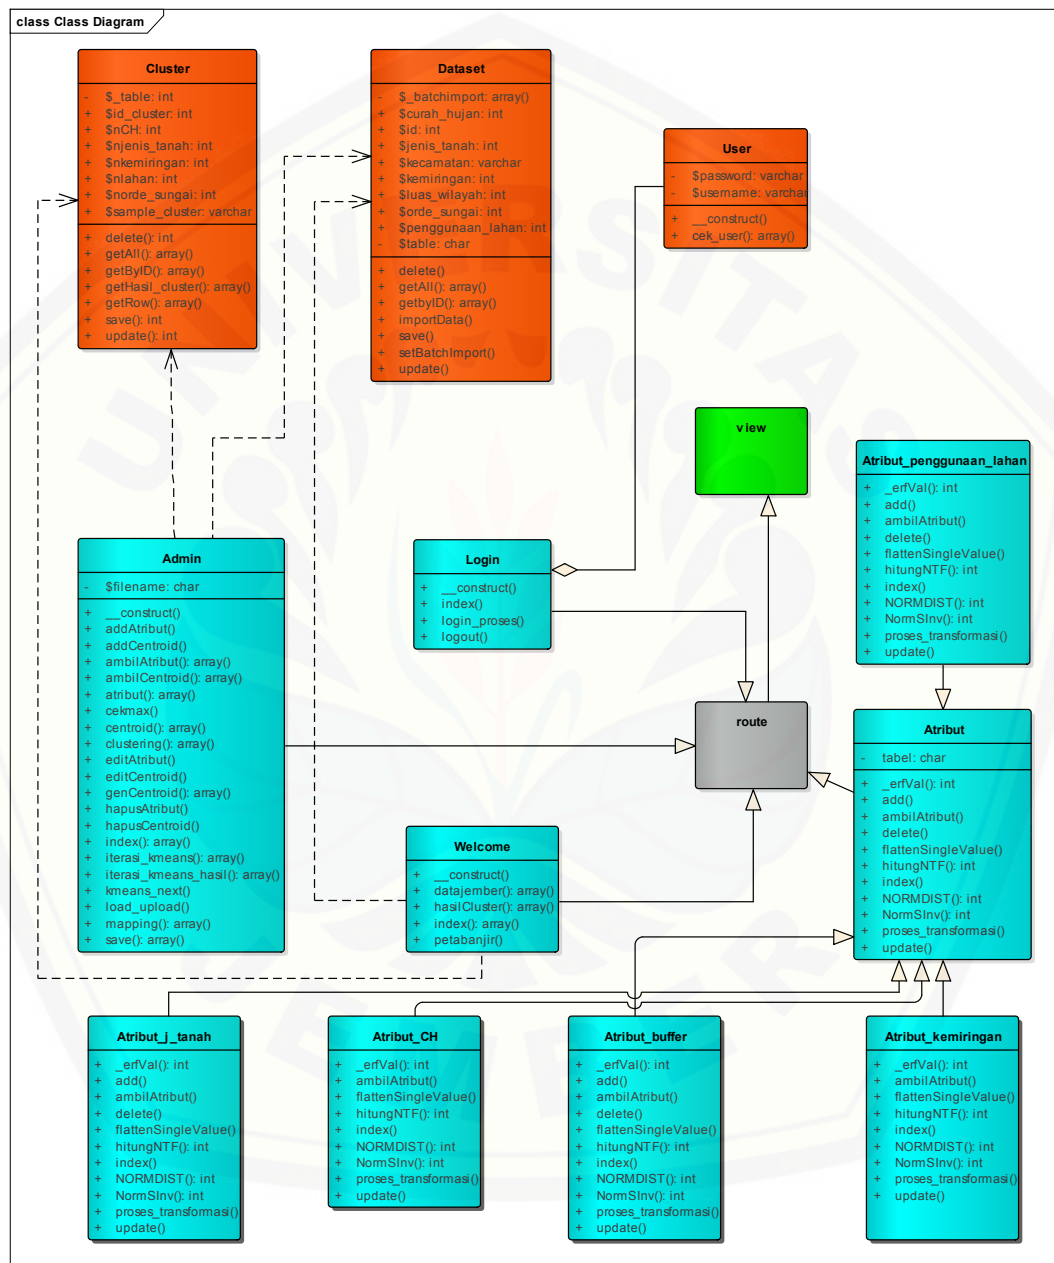 class Class Diagram
Cluster
- $_table: int
+ $id_cluster: int
+ $nCH: int
+ $njenis_tanah: int
+ $nkemiringan: int
+ $nlahan: int
+ $norde_sungai: int
+ $sample_cluster: varchar
+ delete(): int
+ getAll(): array()
+ getByID(): array()
+ getHasil_cluster(): array()
+ getRow(): array()
+ save(): int
+ update(): int
Dataset
- $_batchimport: array()
+ $curah_hujan: int
+ $id: int
+ $jenis_tanah: int
+ $kecamatan: varchar
+ $kemiringan: int
+ $luas_wilayah: int
+ $orde_sungai: int
+ $penggunaan_lahan: int
- $table: char
+ delete()
+ getAll(): array()
+ getbyID(): array()
+ importData()
+ save()
+ setBatchImport()
+ update()
User
- $password: varchar
- $username: varchar
+ __construct()
+ cek_user(): array()
view
Atribut_penggunaan_lahan
+ _erfVal(): int
+ add()
+ ambilAtribut()
+ delete()
+ flattenSingleValue()
+ hitungNTF(): int
+ index()
+ NORMDIST(): int
+ NormSInv(): int
+ proses_transformasi()
+ update()
Admin
- $filename: char
+ __construct()
+ addAtribut()
+ addCentroid()
+ ambilAtribut(): array()
+ ambilCentroid(): array()
+ atribut(): array()
+ cekmax()
+ centroid(): array()
+ clustering(): array()
+ editAtribut()
+ editCentroid()
+ genCentroid(): array()
+ hapusAtribut()
+ hapusCentroid()
+ index(): array()
+ iterasi_kmeans(): array()
+ iterasi_kmeans_hasil(): array()
+ kmeans_next()
+ load_upload()
+ mapping(): array()
+ save(): array()
Login
+ __construct()
+ index()
+ login_proses()
+ logout()
route
Atribut
- tabel: char
+ _erfVal(): int
+ add()
+ ambilAtribut()
+ delete()
+ flattenSingleValue()
+ hitungNTF(): int
+ index()
+ NORMDIST(): int
+ NormSInv(): int
+ proses_transformasi()
+ update()
Welcome
+ __construct()
+ datajember(): array()
+ hasilCluster(): array()
+ index(): array()
+ petabanjir()
Atribut_j_tanah
+ _erfVal(): int
+ add()
+ ambilAtribut()
+ delete()
+ flattenSingleValue()
+ hitungNTF(): int
+ index()
+ NORMDIST(): int
+ NormSInv(): int
+ proses_transformasi()
+ update()
Atribut_CH
+ _erfVal(): int
+ ambilAtribut()
+ flattenSingleValue()
+ hitungNTF(): int
+ index()
+ NORMDIST(): int
+ NormSInv(): int
+ proses_transformasi()
+ update()
Atribut_buffer
+ _erfVal(): int
+ add()
+ ambilAtribut()
+ delete()
+ flattenSingleValue()
+ hitungNTF(): int
+ index()
+ NORMDIST(): int
+ NormSInv(): int
+ proses_transformasi()
+ update()
Atribut_kemiringan
+ _erfVal(): int
+ ambilAtribut()
+ flattenSingleValue()
+ hitungNTF(): int
+ index()
+ NORMDIST(): int
+ NormSInv(): int
+ proses_transformasi()
+ update()
UNIVERSITAS
JEMBER